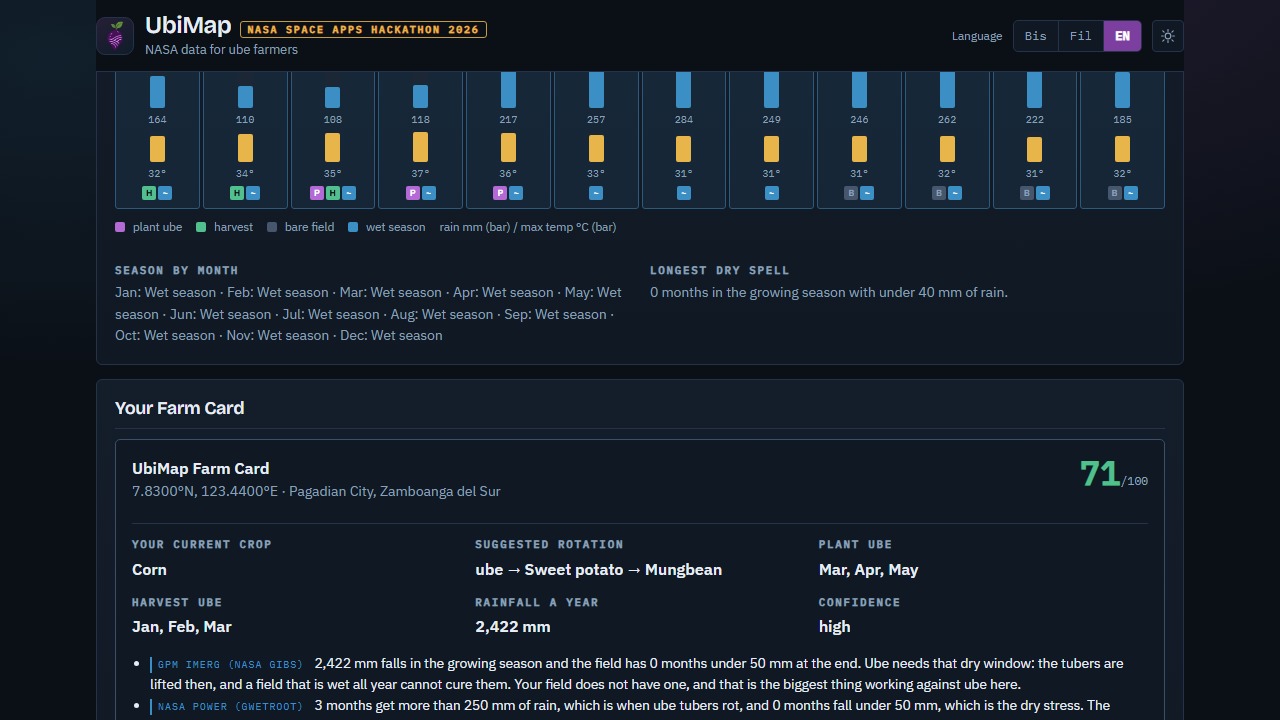 UbiMap NASA SPACE APPS HACKATHON 2026
NASA data for ube farmers
Language Bis Fil EN
164 110 108 118 217 257 284 249 246 262 222 185
32° 34° 35° 37° 36° 33° 31° 31° 31° 32° 31° 32°
H ~ H ~ P H ~ P ~ P ~ ~ ~ ~ B ~ B ~ B ~ B ~
plant ube harvest bare field wet season rain mm (bar) / max temp °C (bar)
SEASON BY MONTH
Jan: Wet season · Feb: Wet season · Mar: Wet season · Apr: Wet season · May: Wet
season · Jun: Wet season · Jul: Wet season · Aug: Wet season · Sep: Wet season ·
Oct: Wet season · Nov: Wet season · Dec: Wet season
LONGEST DRY SPELL
0 months in the growing season with under 40 mm of rain.
Your Farm Card
UbiMap Farm Card
7.8300°N, 123.4400°E · Pagadian City, Zamboanga del Sur
71/100
YOUR CURRENT CROP
Corn
SUGGESTED ROTATION
ube → Sweet potato → Mungbean
PLANT UBE
Mar, Apr, May
HARVEST UBE
Jan, Feb, Mar
RAINFALL A YEAR
2,422 mm
CONFIDENCE
high
• GPM IMERG (NASA GIBS) 2,422 mm falls in the growing season and the field has 0 months under 50 mm at the end. Ube needs that dry window: the tubers are
lifted then, and a field that is wet all year cannot cure them. Your field does not have one, and that is the biggest thing working against ube here.
• NASA POWER (GWETROOT) 3 months get more than 250 mm of rain, which is when ube tubers rot, and 0 months fall under 50 mm, which is the dry stress. The